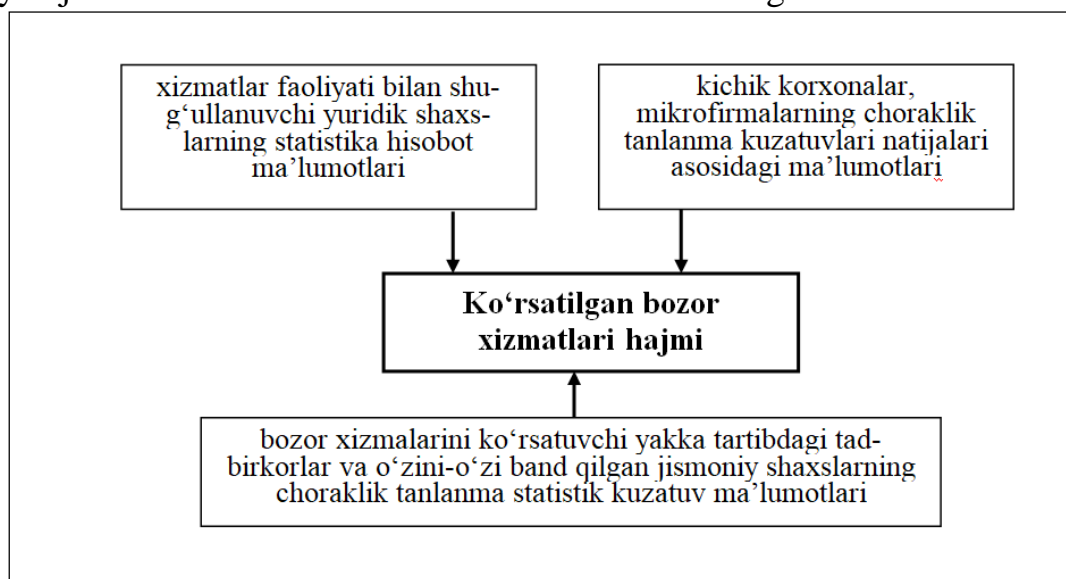 xizmatlar faoliyati bilan shu-
g‘ullanuvchi yuridik shaxs-
larning statistika hisobot
ma’lumotlari
kichik korxonalar,
mikrofirmalarning choraklik
tanlanma kuzatuvlari natijalari
asosidagi ma’lumotlari
Ko‘rsatilgan bozor
xizmatlari hajmi
bozor xizmalarini ko‘rsatuvchi yakka tartibdagi tad-
birkorlar va o‘zini-o‘zi band qilgan jismoniy shaxslarning
choraklik tanlanma statistik kuzatuv ma’lumotlari